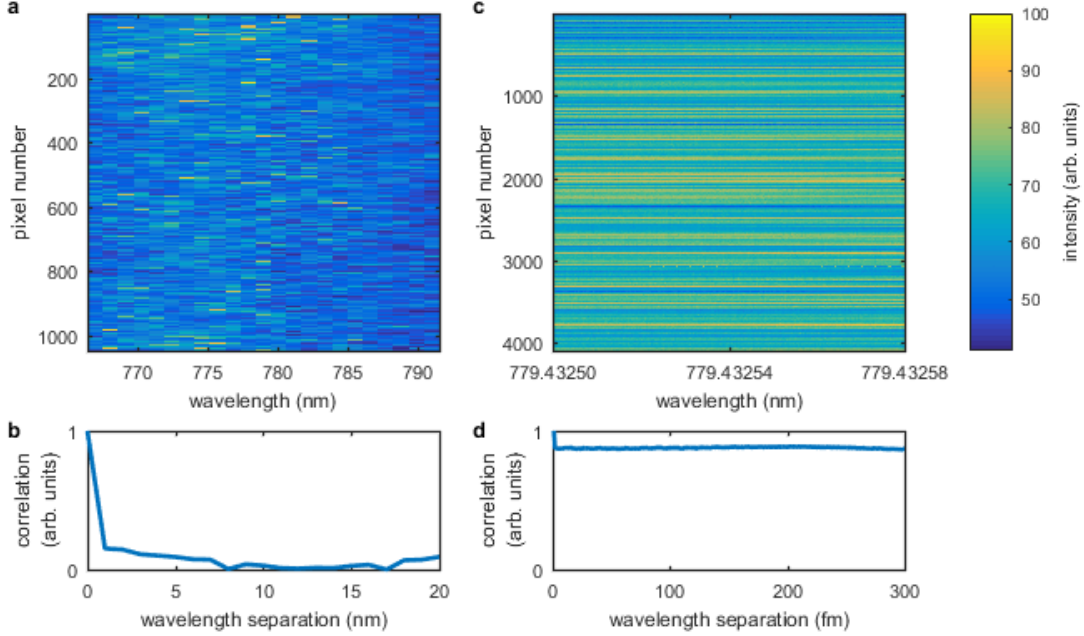 a
200
400
600
800
1000
pixel number
770
775
780
785
790
wavelength (nm)
c
1000
2000
3000
4000
pixel number
779.43250
779.43254
779.43258
wavelength (nm)
100
90
80
70
60
50
intensity (arb. units)
b
1
0
correlation
(arb. units)
0
5
10
15
20
wavelength separation (nm)
d
1
0
correlation
(arb. units)
0
100
200
300
wavelength separation (fm)